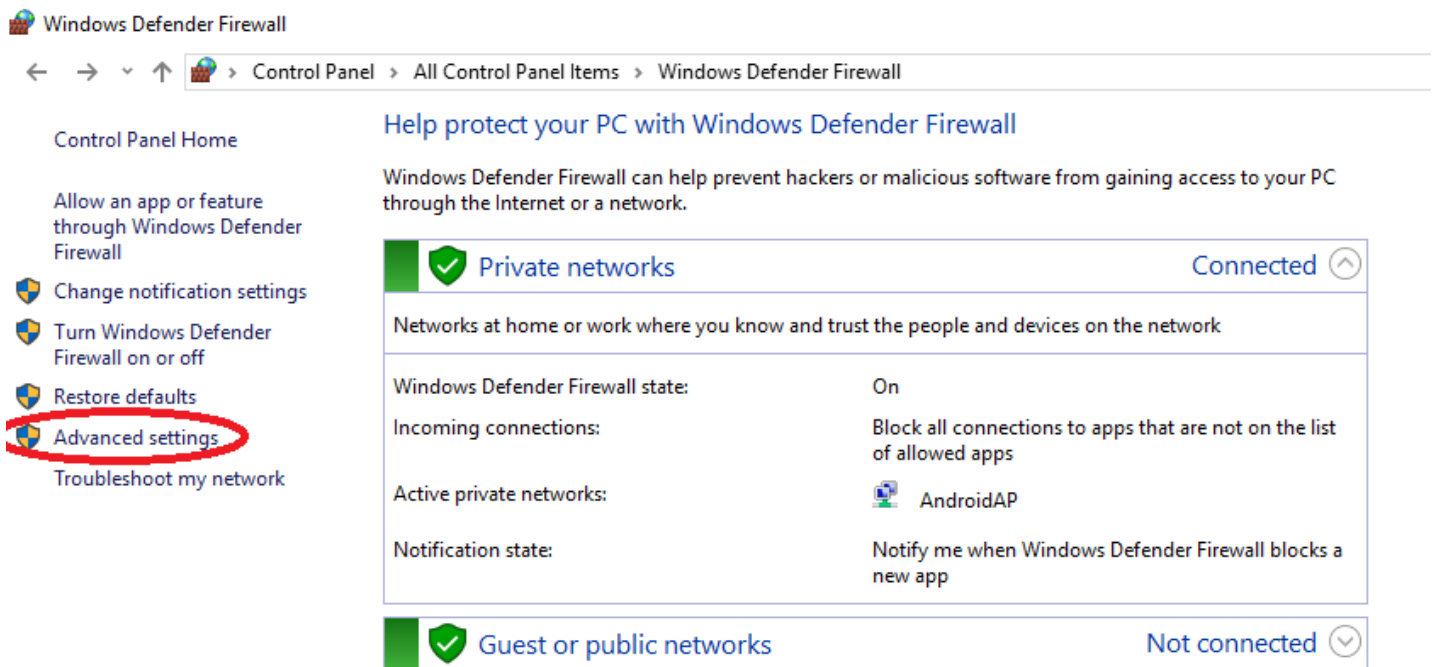 Windows Defender Firewall
Control Panel > All Control Panel Items > Windows Defender Firewall
Control Panel Home
Allow an app or feature
through Windows Defender
Firewall
Change notification settings
Turn Windows Defender
Firewall on or off
Restore defaults
Advanced settings
Troubleshoot my network
Help protect your PC with Windows Defender Firewall
Windows Defender Firewall can help prevent hackers or malicious software from gaining access to your PC
through the Internet or a network.
Private networks Connected
Networks at home or work where you know and trust the people and devices on the network
Windows Defender Firewall state: On
Incoming connections: Block all connections to apps that are not on the list
of allowed apps
Active private networks: AndroidAP
Notification state: Notify me when Windows Defender Firewall blocks a
new app
Guest or public networks Not connected